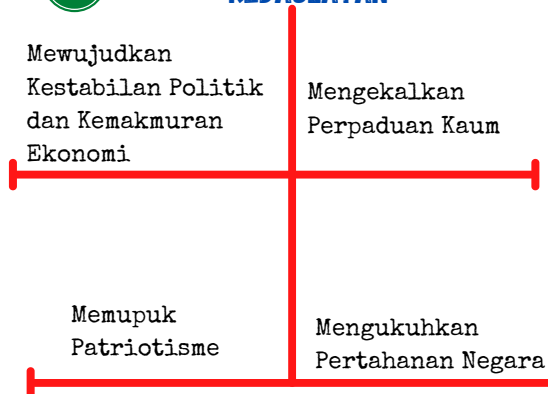 Mewujudkan
Kestabilan Politik
dan Kemakmuran
Ekonomi
Mengekalkan
Perpaduan Kaum
Memupuk
Patriotisme
Mengukuhkan
Pertahanan Negara